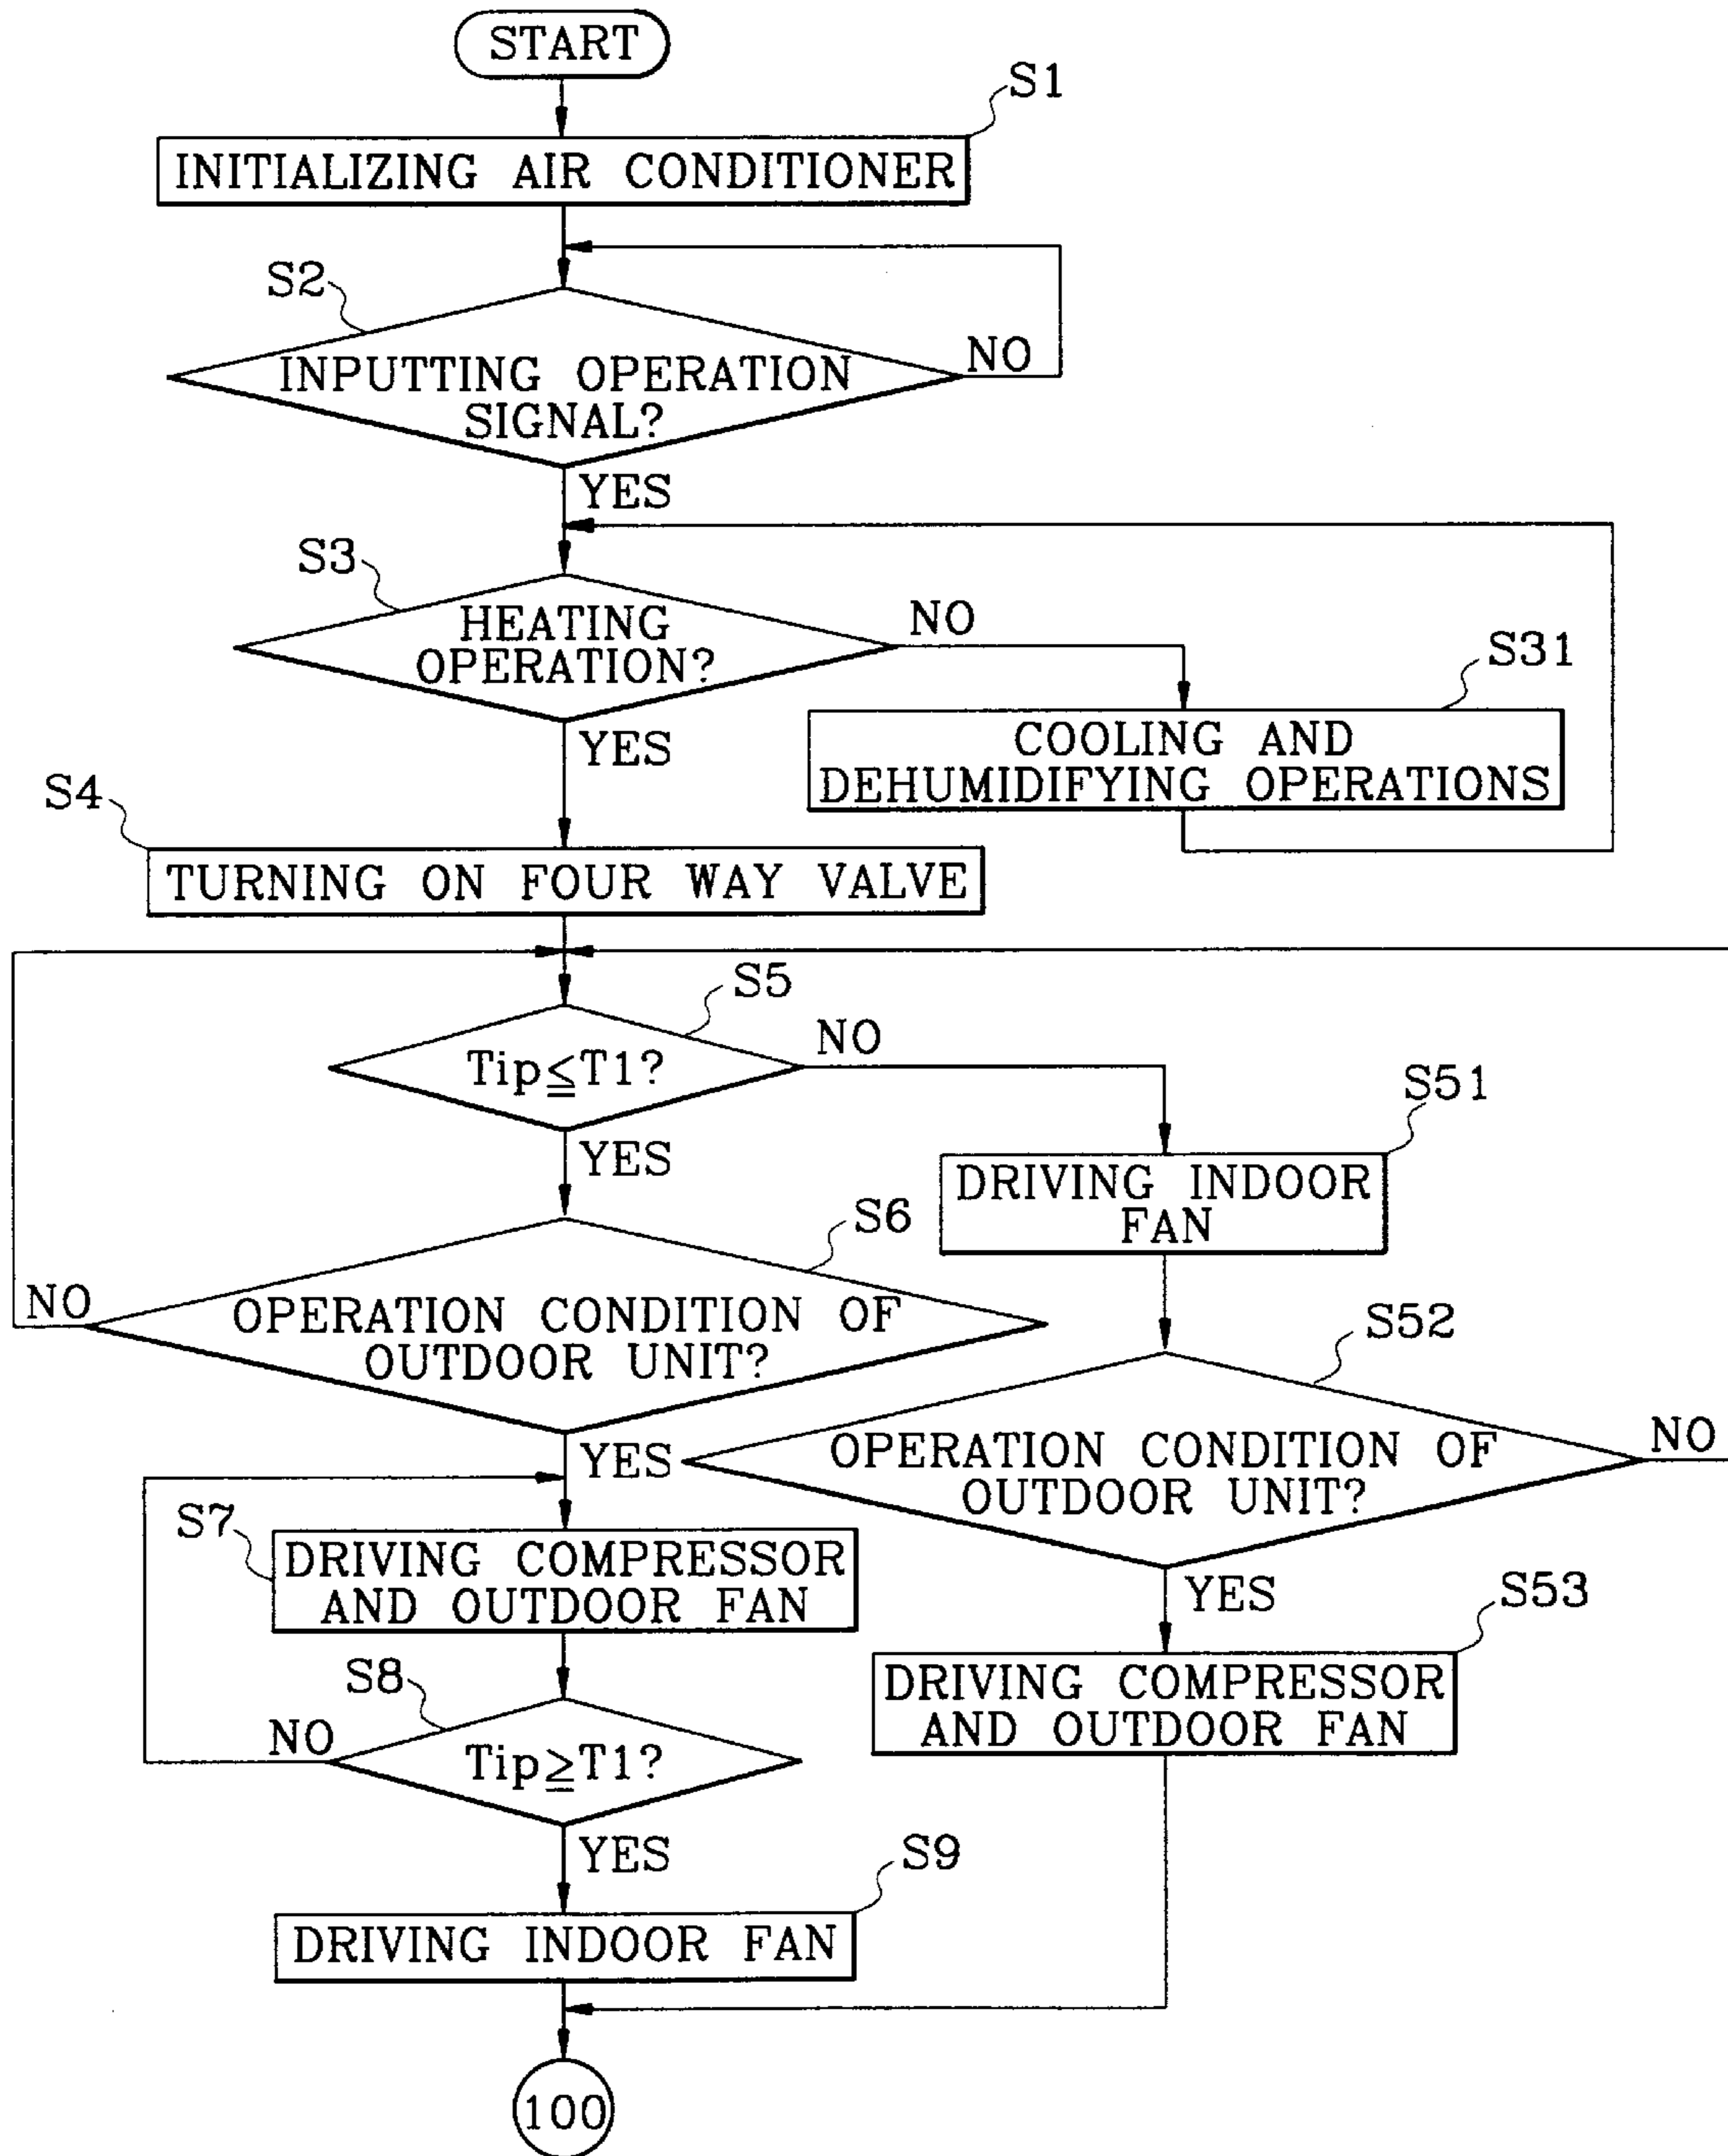 START
S1
INITIALIZING AIR CONDITIONER
S2
INPUTTING OPERATION
SIGNAL?
NO
YES
S3
HEATING
OPERATION?
NO
S31
COOLING AND
DEHUMIDIFYING OPERATIONS
YES
S4
TURNING ON FOUR WAY VALVE
S5
Tip≦T1?
NO
YES
S51
DRIVING INDOOR
FAN
S6
NO
OPERATION CONDITION OF
OUTDOOR UNIT?
YES
S52
OPERATION CONDITION OF
OUTDOOR UNIT?
NO
YES
S7
DRIVING COMPRESSOR
AND OUTDOOR FAN
S53
DRIVING COMPRESSOR
AND OUTDOOR FAN
S8
NO
Tip≧T1?
YES
S9
DRIVING INDOOR FAN
100